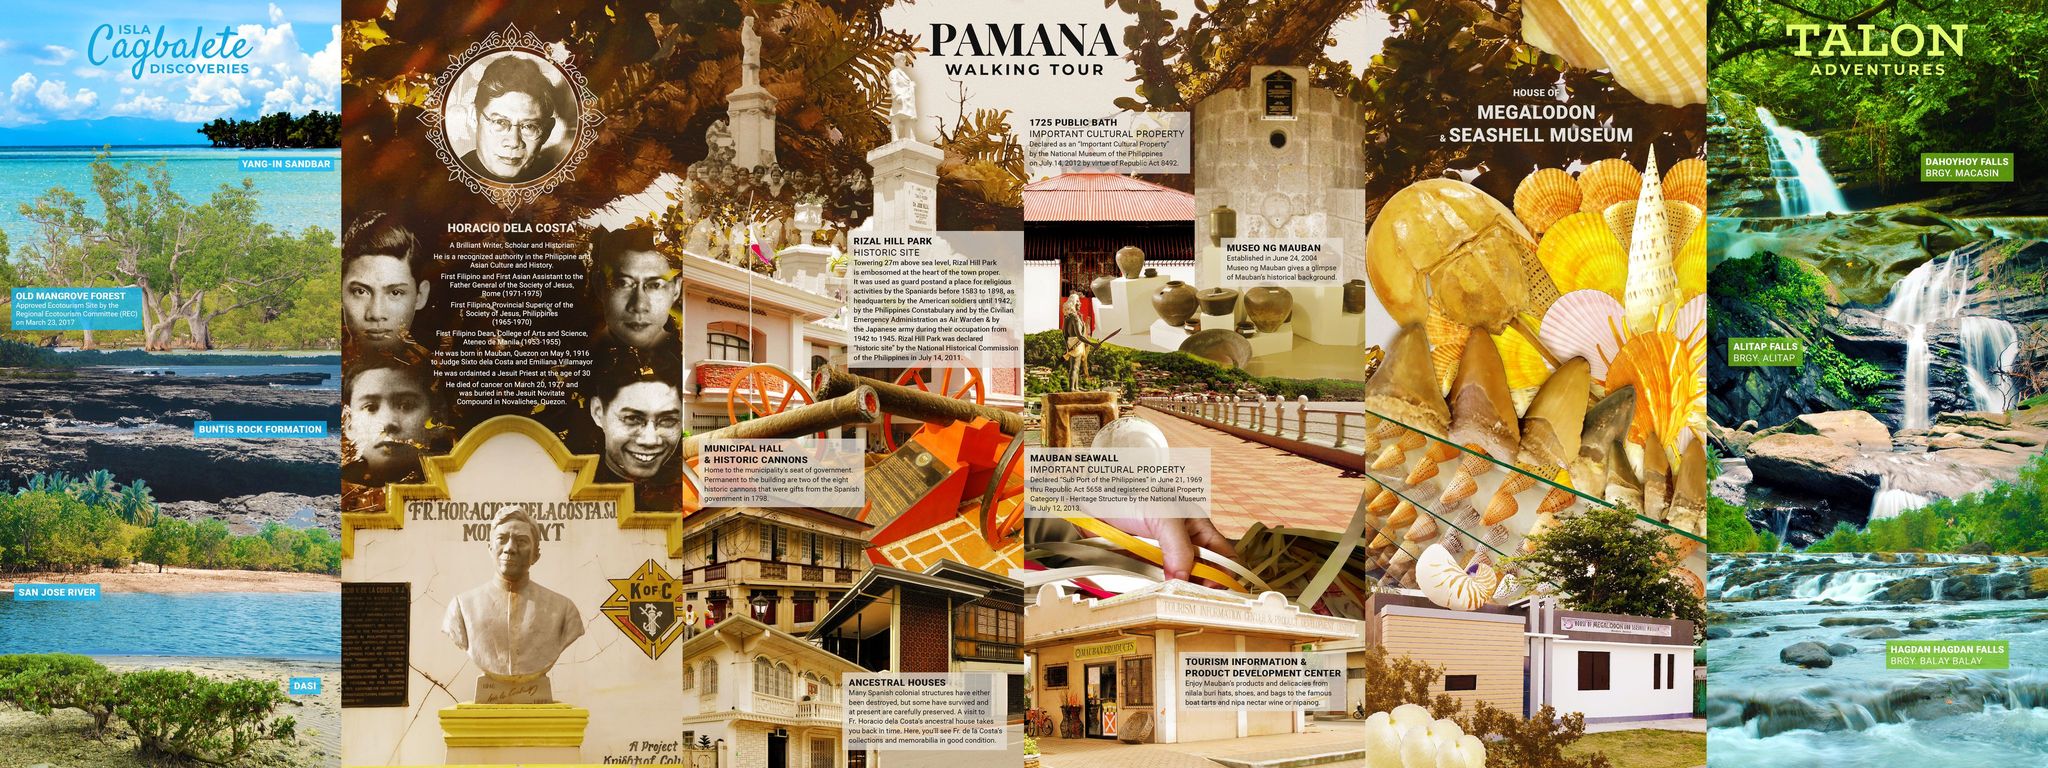 ISLA
Cagbalete
DISCOVERIES
YANG-IN SANDBAR
OLD MANGROVE FOREST
Approved Ecotourism Site by the
Regional Ecotourism Committee (REC)
on March 23, 2017
BUNTIS ROCK FORMATION
SAN JOSE RIVER
DASI
HORACIO DELA COSTA
A Brilliant Writer, Scholar and Historian
He is a recognized authority in the Philippine and
Asian Culture and History.
First Filipino and First Asian Assistant to the
Father General of the Society of Jesus,
Rome (1971-1975)
First Filipino Provincial Superior of the
Society of Jesus, Philippines
(1965-1970)
First Filipino Dean, College of Arts and Science,
Ateneo de Manila (1953-1955)
He was born in Mauban, Quezon on May 9, 1916
to Judge Sixto dela Costa and Emiliana Villamayor
He was ordainted a Jesuit Priest at the age of 30
He died of cancer on March 20, 1977 and
was buried in the Jesuit Novitate
Compound in Novaliches, Quezon.
FR. HORACIO DELACOSTA S.J.
K OF C
A Project
Knights of Colu
PAMANA
WALKING TOUR
RIZAL HILL PARK
HISTORIC SITE
Towering 27m above sea level, Rizal Hill Park
is embosomed at the heart of the town proper.
It was used as guard postand a place for religious
activities by the Spaniards before 1583 to 1898, as
headquarters by the American soldiers until 1942,
by the Philippines Constabulary and by the Civilian
Emergency Administration as Air Warden & by
the Japanese army during their occupation from
1942 to 1945. Rizal Hill Park was declared
"historic site" by the National Historical Commission
of the Philippines in July 14, 2011.
MUNICIPAL HALL
& HISTORIC CANNONS
Home to the municipality's seat of government.
Permanent to the building are two of the eight
historic cannons that were gifts from the Spanish
government in 1798.
ANCESTRAL HOUSES
Many Spanish colonial structures have either
been destroyed, but some have survived and
at present are carefully preserved. A visit to
Fr. Horacio dela Costa's ancestral house takes
you back in time. Here, you'll see Fr. de la Costa's
collections and memorabilia in good condition.
1725 PUBLIC BATH
IMPORTANT CULTURAL PROPERTY
Declared as an "Important Cultural Property"
by the National Museum of the Philippines
on July 14, 2012 by virtue of Republic Act 8492.
MUSEO NG MAUBAN
Established in June 24, 2004
Museo ng Mauban gives a glimpse
of Mauban's historical background.
MAUBAN SEAWALL
IMPORTANT CULTURAL PROPERTY
Declared "Sub Port of the Philippines" in June 21, 1969
thru Republic Act 5658 and registered Cultural Property
Category II - Heritage Structure by the National Museum
in July 12, 2013.
TOURISM INFORMATION CENTER & PRODUCT DEVELOPMENT CENTER
MAUBAN PRODUCTS
TOURISM INFORMATION &
PRODUCT DEVELOPMENT CENTER
Enjoy Mauban's products and delicacies from
nilala buri hats, shoes, and bags to the famous
boat tarts and nipa nectar wine or nipanog.
HOUSE OF
MEGALODON
& SEASHELL MUSEUM
HOUSE OF MEGALODON AND SEASHELL MUSEUM
TALON
ADVENTURES
DAHOYHOY FALLS
BRGY. MACASIN
ALITAP FALLS
BRGY. ALITAP
HAGDAN HAGDAN FALLS
BRGY. BALAY BALAY